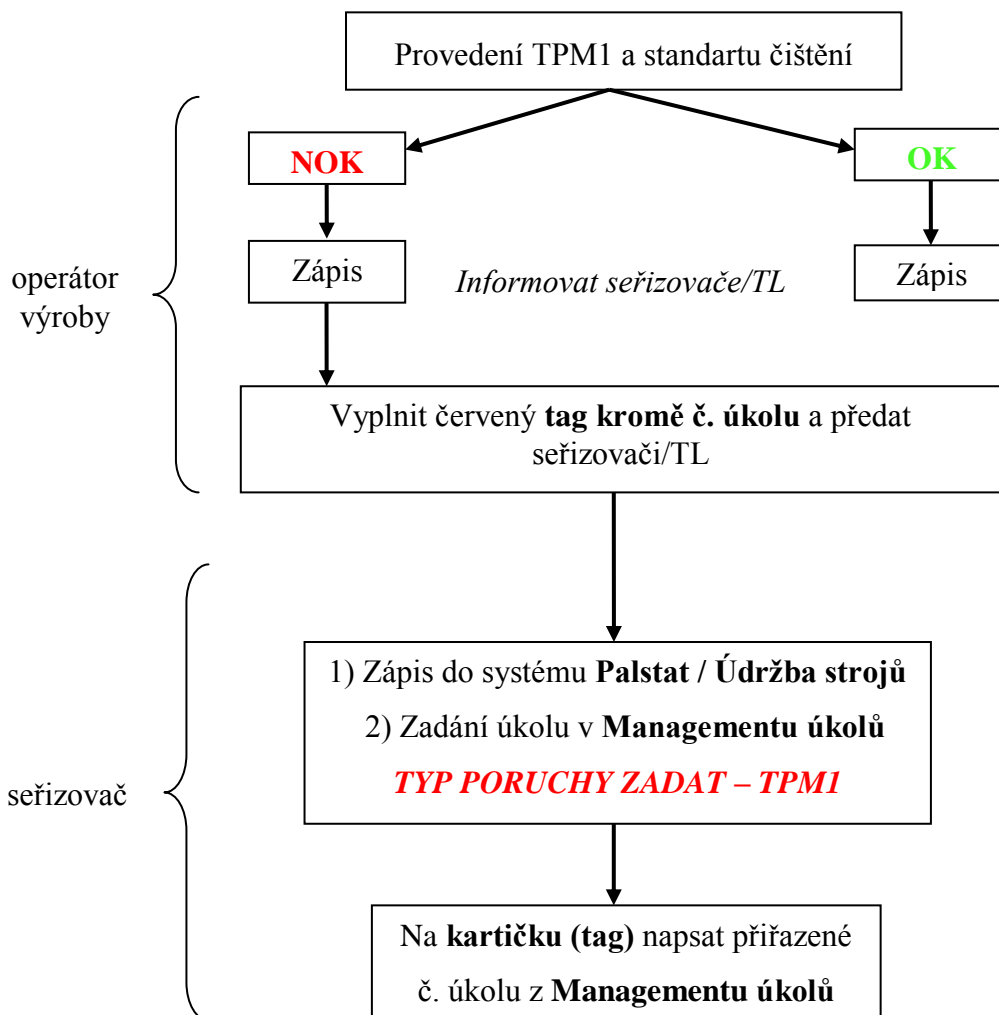 Provedení TPM1 a standartu čištění
NOK
OK
Zápis
Informovat seřizovače/TL
Zápis
operátor
výroby
Vyplnit červený tag kromě č. úkolu a předat
seřizovači/TL
1) Zápis do systému Palstat / Údržba strojů
2) Zadání úkolu v Managementu úkolů
TYP PORUCHY ZADAT – TPM1
seřizovač
Na kartičku (tag) napsat přiřazené
č. úkolu z Managementu úkolů